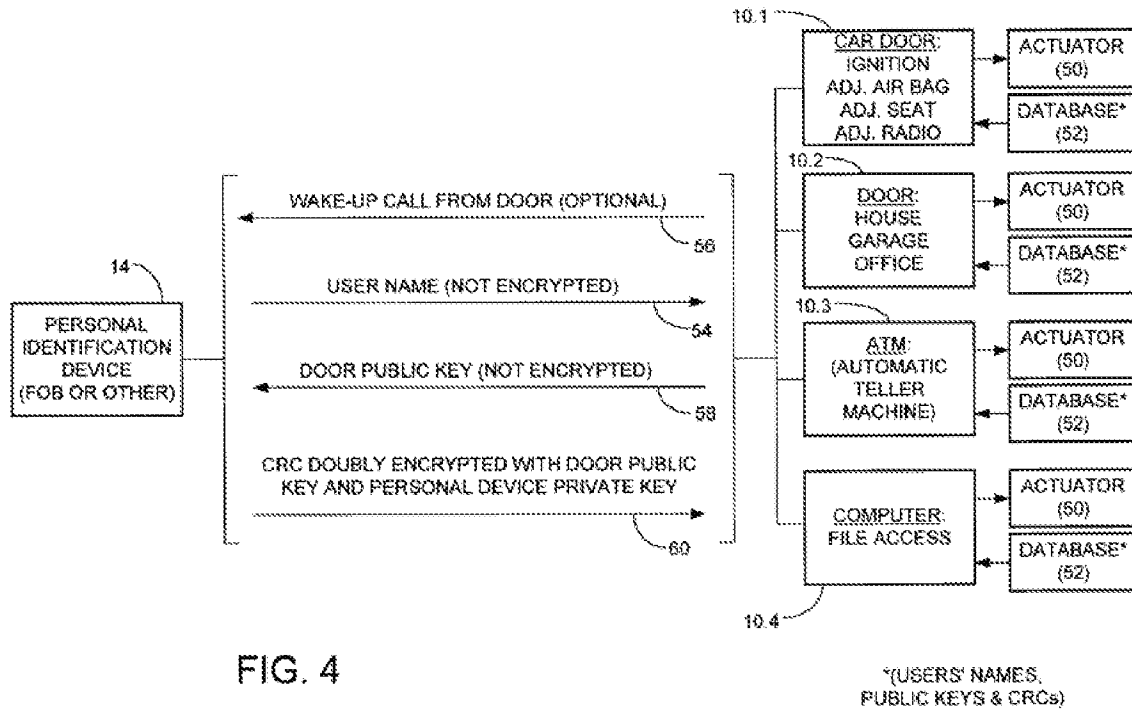 14
PERSONAL
IDENTIFICATION
DEVICE
(FOB OR OTHER)
WAKE-UP CALL FROM DOOR (OPTIONAL)
56
USER NAME (NOT ENCRYPTED)
54
DOOR PUBLIC KEY (NOT ENCRYPTED)
58
CRC DOUBLY ENCRYPTED WITH DOOR PUBLIC
KEY AND PERSONAL DEVICE PRIVATE KEY
60
10.1
CAR DOOR:
IGNITION
ADJ. AIR BAG
ADJ. SEAT
ADJ. RADIO
ACTUATOR
(50)
DATABASE*
(52)
10.2
DOOR:
HOUSE
GARAGE
OFFICE
ACTUATOR
(50)
DATABASE*
(52)
10.3
ATM:
(AUTOMATIC
TELLER
MACHINE)
ACTUATOR
(50)
DATABASE*
(52)
COMPUTER:
FILE ACCESS
10.4
ACTUATOR
(50)
DATABASE*
(52)
FIG. 4
*(USERS' NAMES,
PUBLIC KEYS & CRCs)